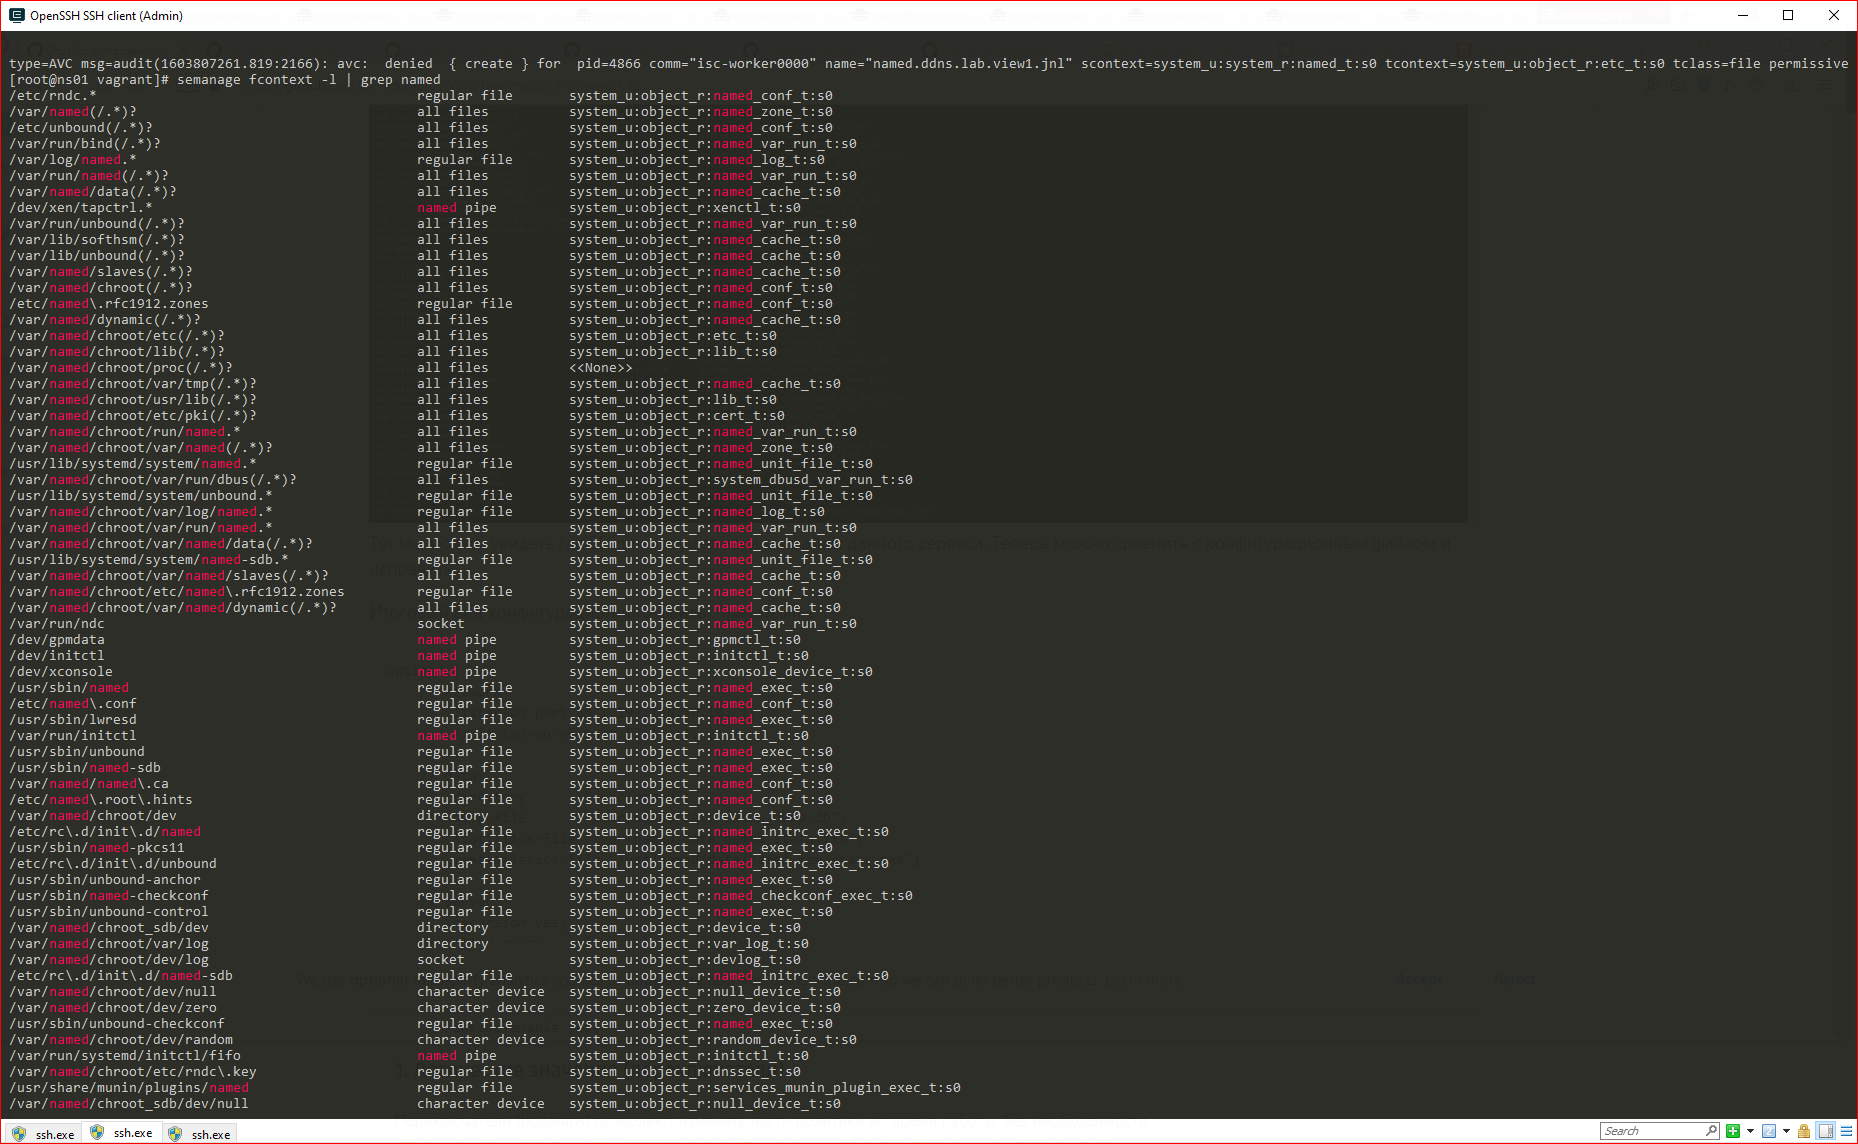 OpenSSH SSH client (Admin)
type=AVC msg=audit(1603807261.819:2166): avc:  denied  { create } for  pid=4866 comm="isc-worker0000" name="named.ddns.lab.view1.jnl" scontext=system_u:system_r:named_t:s0 tcontext=system_u:object_r:etc_t:s0 tclass=file permissive
[root@ns01 vagrant]# semanage fcontext -l | grep named
/etc/rndc.* regular file system_u:object_r:named_conf_t:s0
/var/named(/.*)? all files system_u:object_r:named_zone_t:s0
/etc/unbound(/.*)? all files system_u:object_r:named_conf_t:s0
/var/run/bind(/.*)? all files system_u:object_r:named_var_run_t:s0
/var/log/named.* regular file system_u:object_r:named_log_t:s0
/var/run/named(/.*)? all files system_u:object_r:named_var_run_t:s0
/var/named/data(/.*)? all files system_u:object_r:named_cache_t:s0
/dev/xen/tapctrl.* named pipe system_u:object_r:xenctl_t:s0
/var/run/unbound(/.*)? all files system_u:object_r:named_var_run_t:s0
/var/lib/softhsm(/.*)? all files system_u:object_r:named_cache_t:s0
/var/lib/unbound(/.*)? all files system_u:object_r:named_cache_t:s0
/var/named/slaves(/.*)? all files system_u:object_r:named_cache_t:s0
/var/named/chroot(/.*)? all files system_u:object_r:named_conf_t:s0
/etc/named\.rfc1912.zones regular file system_u:object_r:named_conf_t:s0
/var/named/dynamic(/.*)? all files system_u:object_r:named_cache_t:s0
/var/named/chroot/etc(/.*)? all files system_u:object_r:etc_t:s0
/var/named/chroot/lib(/.*)? all files system_u:object_r:lib_t:s0
/var/named/chroot/proc(/.*)? all files <<None>>
/var/named/chroot/var/tmp(/.*)? all files system_u:object_r:named_cache_t:s0
/var/named/chroot/usr/lib(/.*)? all files system_u:object_r:lib_t:s0
/var/named/chroot/etc/pki(/.*)? all files system_u:object_r:cert_t:s0
/var/named/chroot/run/named.* all files system_u:object_r:named_var_run_t:s0
/var/named/chroot/var/named(/.*)? all files system_u:object_r:named_zone_t:s0
/usr/lib/systemd/system/named.* regular file system_u:object_r:named_unit_file_t:s0
/var/named/chroot/var/run/dbus(/.*)? all files system_u:object_r:system_dbusd_var_run_t:s0
/usr/lib/systemd/system/unbound.* regular file system_u:object_r:named_unit_file_t:s0
/var/named/chroot/var/log/named.* regular file system_u:object_r:named_log_t:s0
/var/named/chroot/var/run/named.* all files system_u:object_r:named_var_run_t:s0
/var/named/chroot/var/named/data(/.*)? all files system_u:object_r:named_cache_t:s0
/usr/lib/systemd/system/named-sdb.* regular file system_u:object_r:named_unit_file_t:s0
/var/named/chroot/var/named/slaves(/.*)? all files system_u:object_r:named_cache_t:s0
/var/named/chroot/etc/named\.rfc1912.zones regular file system_u:object_r:named_conf_t:s0
/var/named/chroot/var/named/dynamic(/.*)? all files system_u:object_r:named_cache_t:s0
/var/run/ndc socket system_u:object_r:named_var_run_t:s0
/dev/gpmdata named pipe system_u:object_r:gpmctl_t:s0
/dev/initctl named pipe system_u:object_r:initctl_t:s0
/dev/xconsole named pipe system_u:object_r:xconsole_device_t:s0
/usr/sbin/named regular file system_u:object_r:named_exec_t:s0
/etc/named\.conf regular file system_u:object_r:named_conf_t:s0
/usr/sbin/lwresd regular file system_u:object_r:named_exec_t:s0
/var/run/initctl named pipe system_u:object_r:initctl_t:s0
/usr/sbin/unbound regular file system_u:object_r:named_exec_t:s0
/usr/sbin/named-sdb regular file system_u:object_r:named_exec_t:s0
/var/named/named\.ca regular file system_u:object_r:named_conf_t:s0
/etc/named\.root\.hints regular file system_u:object_r:named_conf_t:s0
/var/named/chroot/dev directory system_u:object_r:device_t:s0
/etc/rc\.d/init\.d/named regular file system_u:object_r:named_initrc_exec_t:s0
/usr/sbin/named-pkcs11 regular file system_u:object_r:named_exec_t:s0
/etc/rc\.d/init\.d/unbound regular file system_u:object_r:named_initrc_exec_t:s0
/usr/sbin/unbound-anchor regular file system_u:object_r:named_exec_t:s0
/usr/sbin/named-checkconf regular file system_u:object_r:named_checkconf_exec_t:s0
/usr/sbin/unbound-control regular file system_u:object_r:named_exec_t:s0
/var/named/chroot_sdb/dev directory system_u:object_r:device_t:s0
/var/named/chroot/var/log directory system_u:object_r:var_log_t:s0
/var/named/chroot/dev/log socket system_u:object_r:devlog_t:s0
/etc/rc\.d/init\.d/named-sdb regular file system_u:object_r:named_initrc_exec_t:s0
/var/named/chroot/dev/null character device system_u:object_r:null_device_t:s0
/var/named/chroot/dev/zero character device system_u:object_r:zero_device_t:s0
/usr/sbin/unbound-checkconf regular file system_u:object_r:named_exec_t:s0
/var/named/chroot/dev/random character device system_u:object_r:random_device_t:s0
/var/run/systemd/initctl/fifo named pipe system_u:object_r:initctl_t:s0
/var/named/chroot/etc/rndc\.key regular file system_u:object_r:dnssec_t:s0
/usr/share/munin/plugins/named regular file system_u:object_r:services_munin_plugin_exec_t:s0
/var/named/chroot_sdb/dev/null character device system_u:object_r:null_device_t:s0
ssh.exe ssh.exe ssh.exe Search